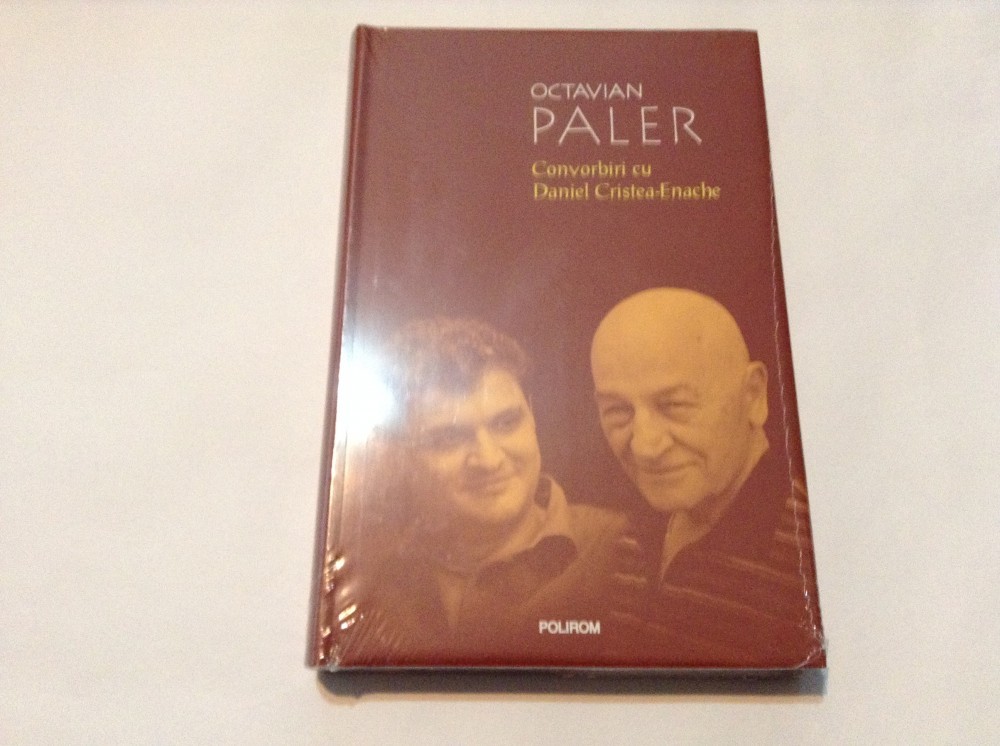 OCTAVIAN
PALER
Convorbiri cu
Daniel Cristea-Enache
POLIROM